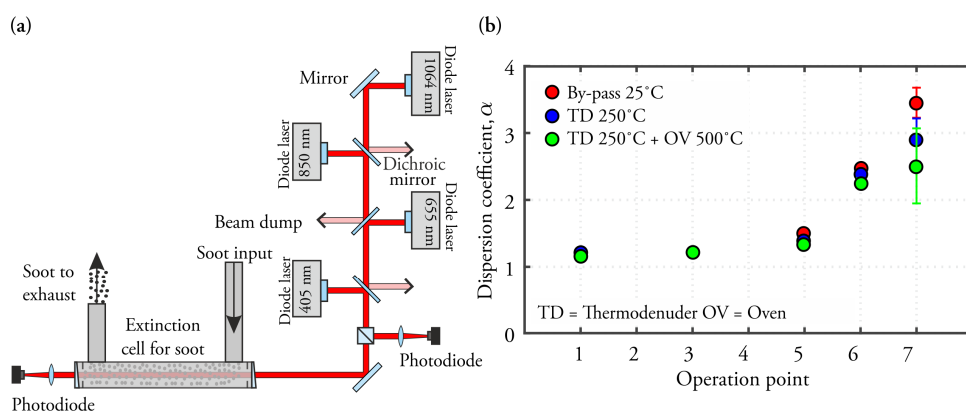 (a)
Mirror
Diode laser
1064 nm
Diode laser
850 nm
Dichroic
mirror
Diode laser
655 nm
Beam dump
Soot input
Diode laser
405 nm
Soot to
exhaust
Extinction
cell for soot
Photodiode
Photodiode
(b)
Dispersion coefficient, α
4
3
2
1
0
By-pass 25°C
TD 250°C
TD 250°C + OV 500°C
TD = Thermodenuder OV = Oven
1 2 3 4 5 6 7
Operation point